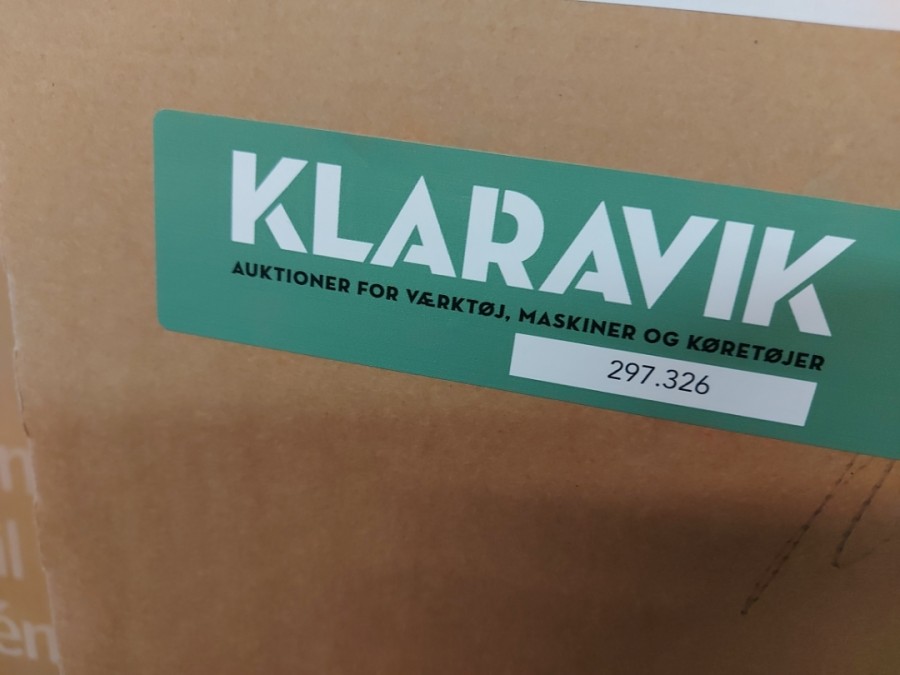 KLARAVIK
AUKTIONER FOR VÆRKTØJ, MASKINER OG KØRETØJER
297.326